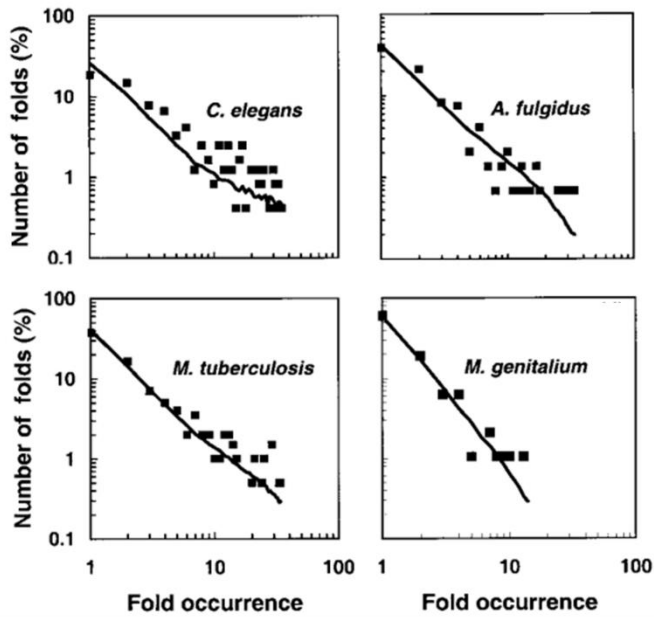 100
10
1
0.1
Number of folds (%)
C. elegans
A. fulgidus
100
10
1
0.1
Number of folds (%)
M. tuberculosis
M. genitalium
1
10
100
1
10
100
Fold occurrence
Fold occurrence